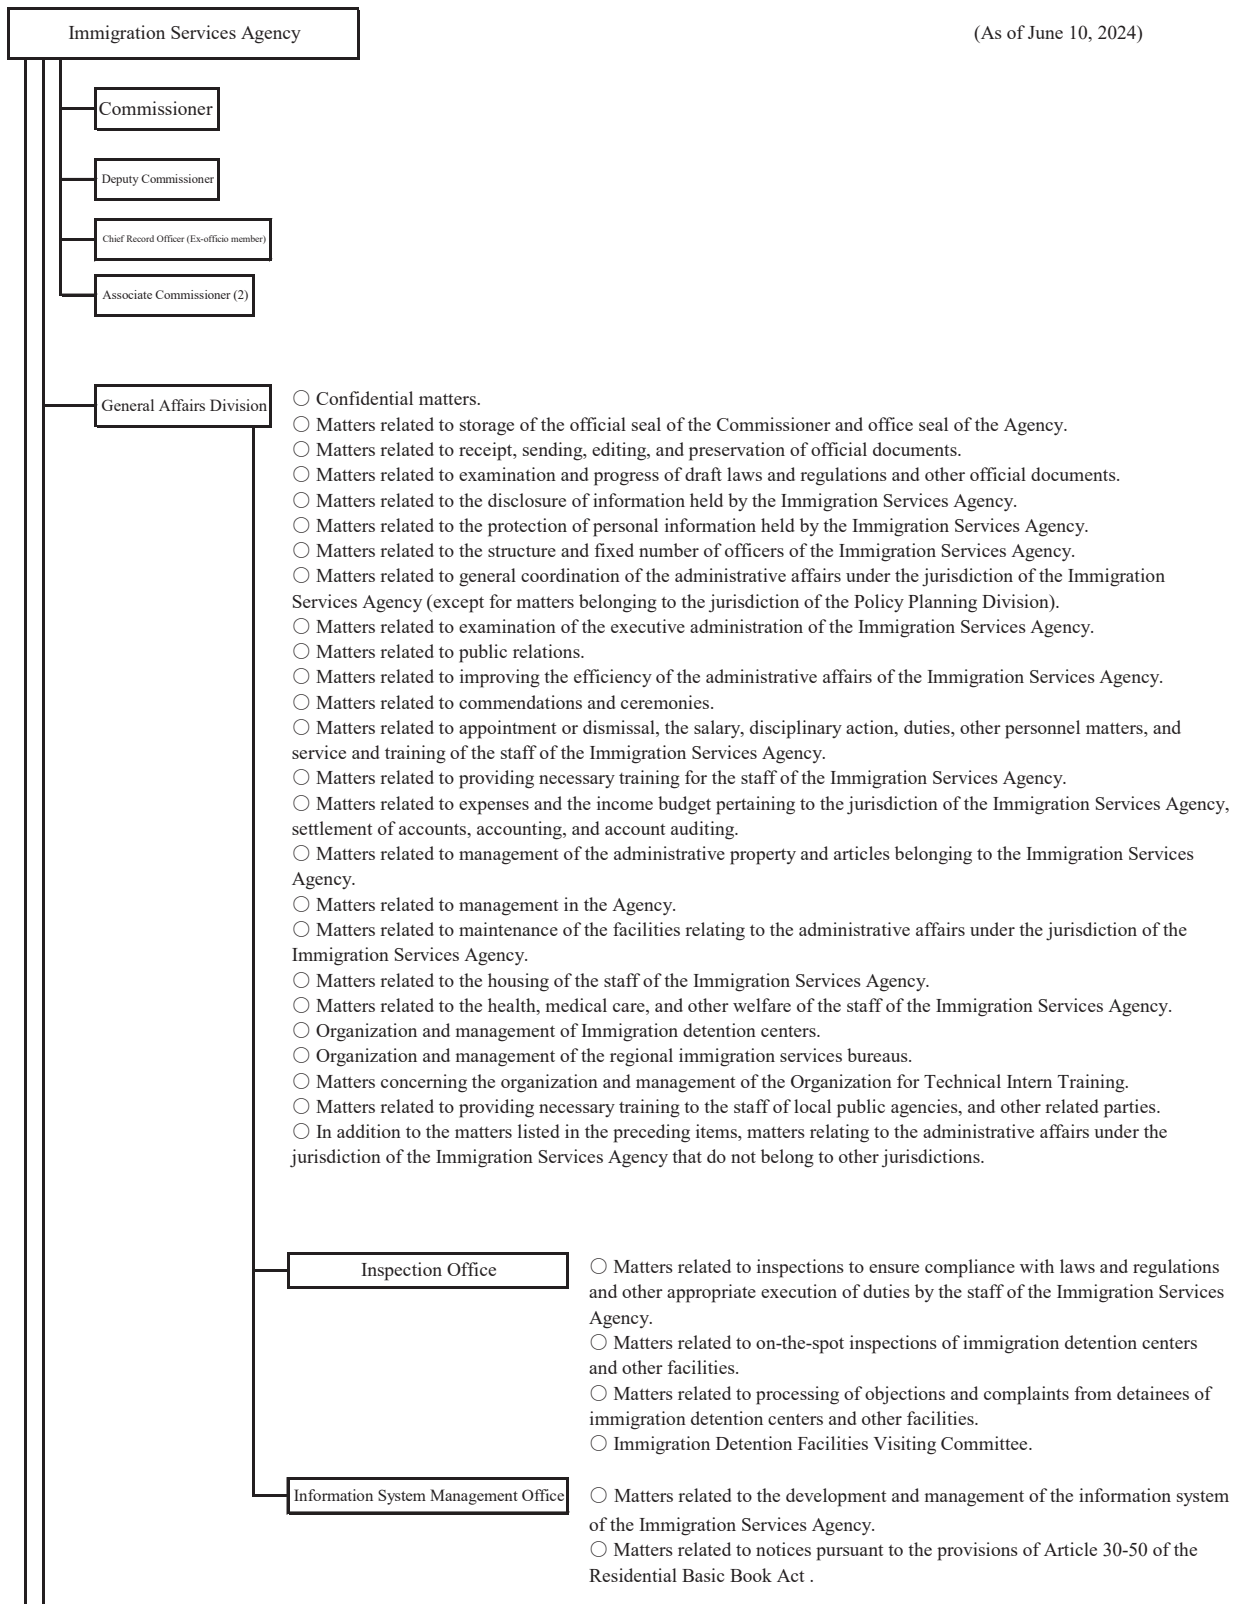 Immigration Services Agency
(As of June 10, 2024)
Commissioner
Deputy Commissioner
Chief Record Officer (Ex-officio member)
Associate Commissioner (2)
General Affairs Division
○ Confidential matters.
○ Matters related to storage of the official seal of the Commissioner and office seal of the Agency.
○ Matters related to receipt, sending, editing, and preservation of official documents.
○ Matters related to examination and progress of draft laws and regulations and other official documents.
○ Matters related to the disclosure of information held by the Immigration Services Agency.
○ Matters related to the protection of personal information held by the Immigration Services Agency.
○ Matters related to the structure and fixed number of officers of the Immigration Services Agency.
○ Matters related to general coordination of the administrative affairs under the jurisdiction of the Immigration
Services Agency (except for matters belonging to the jurisdiction of the Policy Planning Division).
○ Matters related to examination of the executive administration of the Immigration Services Agency.
○ Matters related to public relations.
○ Matters related to improving the efficiency of the administrative affairs of the Immigration Services Agency.
○ Matters related to commendations and ceremonies.
○ Matters related to appointment or dismissal, the salary, disciplinary action, duties, other personnel matters, and
service and training of the staff of the Immigration Services Agency.
○ Matters related to providing necessary training for the staff of the Immigration Services Agency.
○ Matters related to expenses and the income budget pertaining to the jurisdiction of the Immigration Services Agency,
settlement of accounts, accounting, and account auditing.
○ Matters related to management of the administrative property and articles belonging to the Immigration Services
Agency.
○ Matters related to management in the Agency.
○ Matters related to maintenance of the facilities relating to the administrative affairs under the jurisdiction of the
Immigration Services Agency.
○ Matters related to the housing of the staff of the Immigration Services Agency.
○ Matters related to the health, medical care, and other welfare of the staff of the Immigration Services Agency.
○ Organization and management of Immigration detention centers.
○ Organization and management of the regional immigration services bureaus.
○ Matters concerning the organization and management of the Organization for Technical Intern Training.
○ Matters related to providing necessary training to the staff of local public agencies, and other related parties.
○ In addition to the matters listed in the preceding items, matters relating to the administrative affairs under the
jurisdiction of the Immigration Services Agency that do not belong to other jurisdictions.
Inspection Office
○ Matters related to inspections to ensure compliance with laws and regulations
and other appropriate execution of duties by the staff of the Immigration Services
Agency.
○ Matters related to on-the-spot inspections of immigration detention centers
and other facilities.
○ Matters related to processing of objections and complaints from detainees of
immigration detention centers and other facilities.
○ Immigration Detention Facilities Visiting Committee.
Information System Management Office
○ Matters related to the development and management of the information system
of the Immigration Services Agency.
○ Matters related to notices pursuant to the provisions of Article 30-50 of the
Residential Basic Book Act .